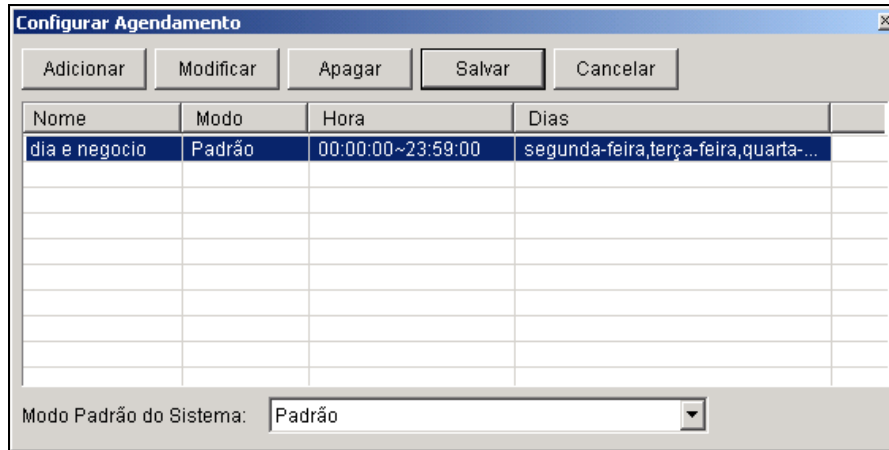 Configurar Agendamento
Adicionar Modificar Apagar Salvar Cancelar
Nome Modo Hora Dias
dia e negocio Padrão 00:00:00~23:59:00 segunda-feira,terça-feira,quarta-...
Modo Padrão do Sistema: Padrão